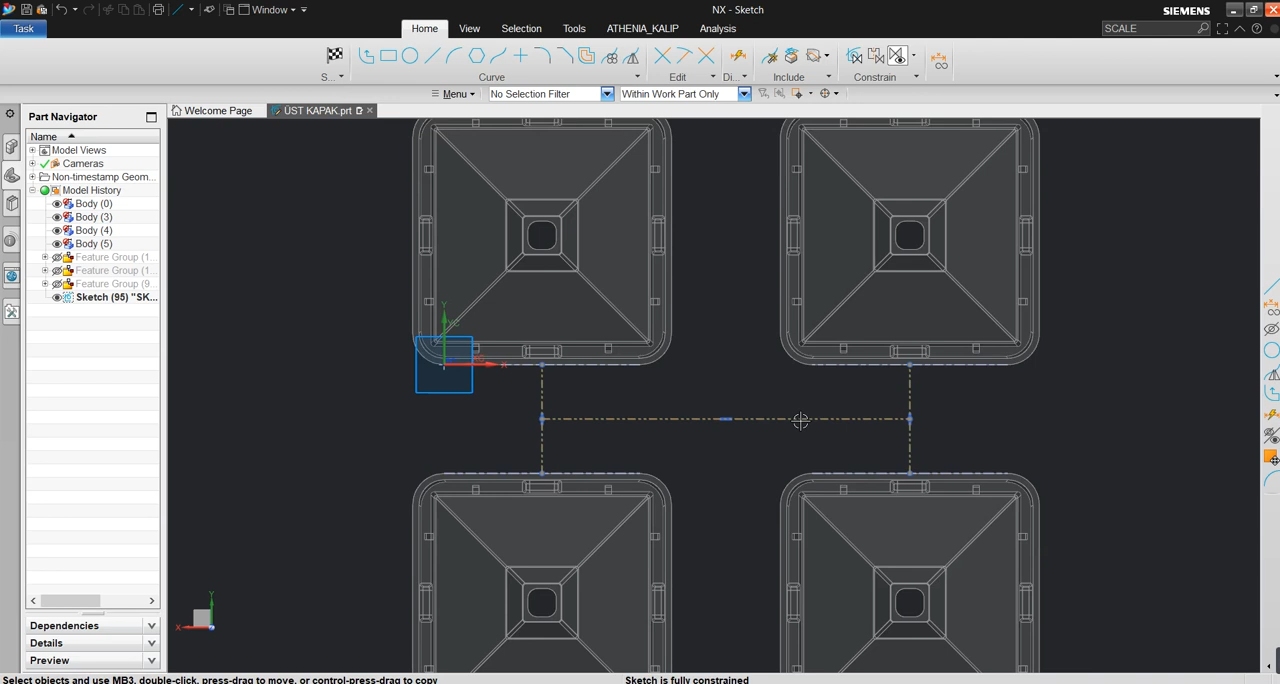 Window
NX - Sketch
SIEMENS
Task
Home
View
Selection
Tools
ATHENIA_KALIP
Analysis
SCALE
S...
Curve
Edit
Di...
Include
Constrain
Menu
No Selection Filter
Within Work Part Only
Part Navigator
Welcome Page
ÜST KAPAK.prt
Name
Model Views
Cameras
Non-timestamp Geom...
Model History
Body (0)
Body (3)
Body (4)
Body (5)
Feature Group (1...
Feature Group (1...
Feature Group (9...
Sketch (95) "SK...
Y
YC
XC
X
Y
X
Dependencies
Details
Preview
Select objects and use MB3, double-click, press-drag to move, or control-press-drag to copy
Sketch is fully constrained